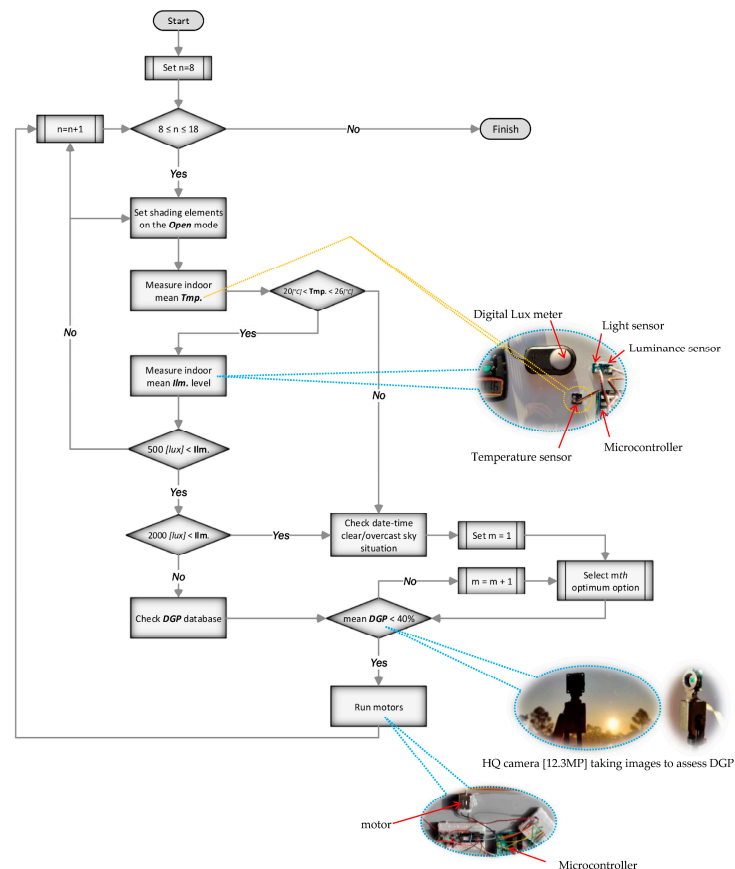 Start
Set n=8
n=n+1
8 ≤ n ≤ 18
No
Finish
Yes
Set shading elements
on the Open mode
Measure indoor
mean Tmp.
20[°C] < Tmp. < 26[°C]
Digital Lux meter
Light sensor
Luminance sensor
No
Yes
Measure indoor
mean Ilm. level
No
Temperature sensor
Microcontroller
500 [lux] < Ilm.
Yes
2000 [lux] < Ilm.
Yes
Check date-time
clear/overcast sky
situation
Set m = 1
No
No
m = m + 1
Select mth
optimum option
Check DGP database
mean DGP < 40%
Yes
Run motors
HQ camera [12.3MP] taking images to assess DGP
motor
Microcontroller